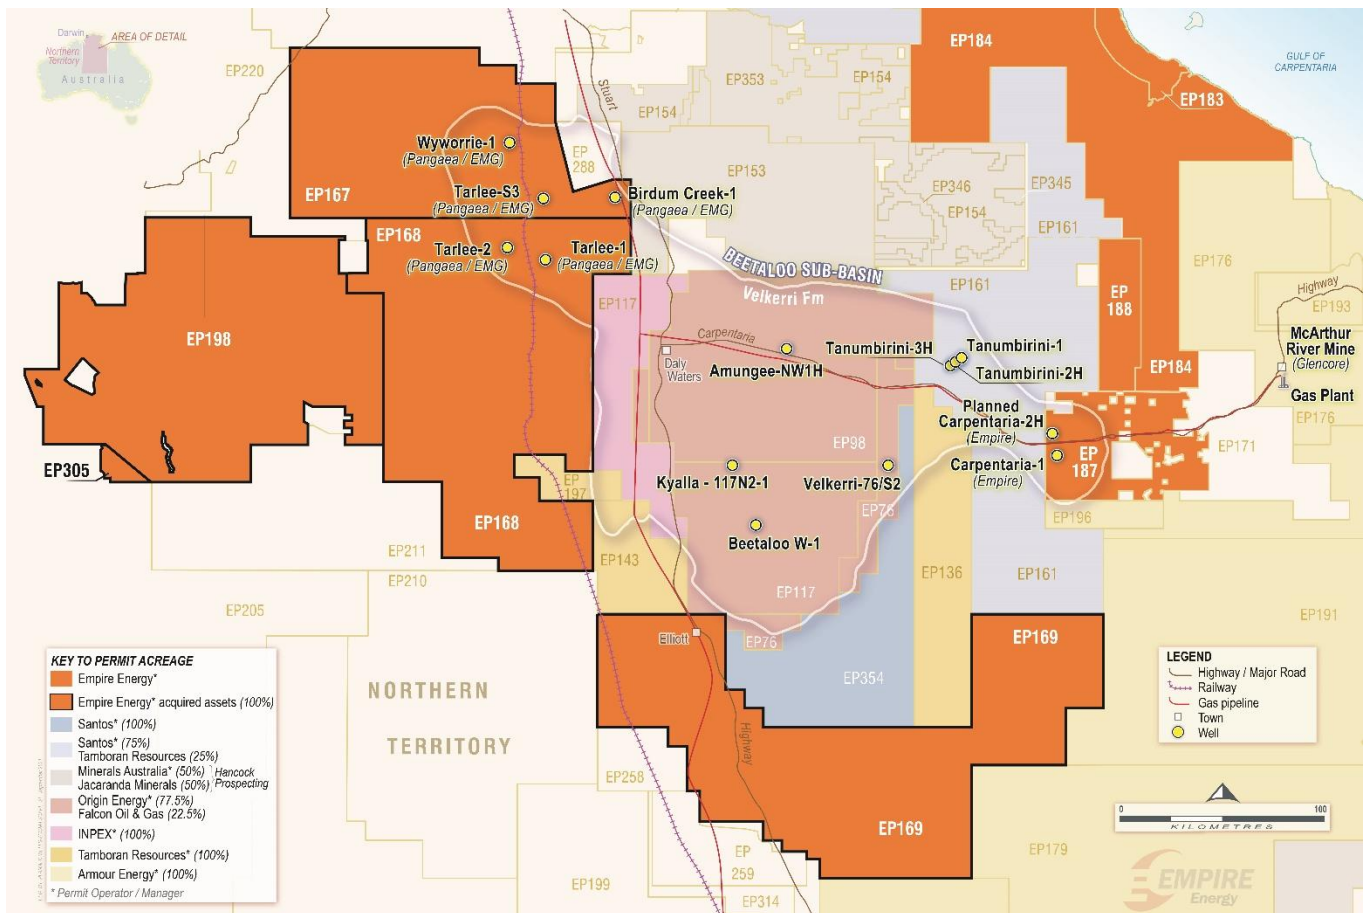 Darwin
AREA OF DETAIL
Northern
Territory
Australia
EP220
Stuart
EP154
EP353
EP154
EP184
GULF OF
CARPENTARIA
EP183
Wyworrie-1
(Pangaea / EMG)
EP
288
EP153
EP346
EP154
EP345
EP167
Tarlee-S3
(Pangaea / EMG)
Birdum Creek-1
(Pangaea / EMG)
EP161
EP168
Tarlee-2
(Pangaea / EMG)
Tarlee-1
(Pangaea / EMG)
BEETALOO SUB-BASIN
Velkerri Fm
EP176
EP161
EP117
EP
188
Highway
EP193
EP198
Carpentaria
Daly
Waters
Amungee-NW1H
Tanumbirini-3H
Tanumbirini-1
Tanumbirini-2H
McArthur
River Mine
(Glencore)
EP184
Gas Plant
Planned
Carpentaria-2H
(Empire)
EP176
EP98
EP171
EP305
Carpentaria-1
(Empire)
EP
187
EP
197
Kyalla - 117N2-1
Velkerri-76/S2
EP76
EP196
EP168
Beetaloo W-1
EP211
EP143
EP136
EP161
EP210
EP117
EP205
EP191
Elliott
EP76
EP169
EP354
NORTHERN
TERRITORY
Highway
EP258
EP169
EP
259
EP179
EP199
EP314
KEY TO PERMIT ACREAGE
Empire Energy*
Empire Energy* acquired assets (100%)
Santos* (100%)
Santos* (75%)
Tamboran Resources (25%)
Minerals Australia* (50%)
Jacaranda Minerals (50%)
Hancock
Prospecting
Origin Energy* (77.5%)
Falcon Oil & Gas (22.5%)
INPEX* (100%)
Tamboran Resources* (100%)
Armour Energy* (100%)
* Permit Operator / Manager
LEGEND
Highway / Major Road
Railway
Gas pipeline
Town
Well
0 100
KILOMETRES
EMPIRE
Energy